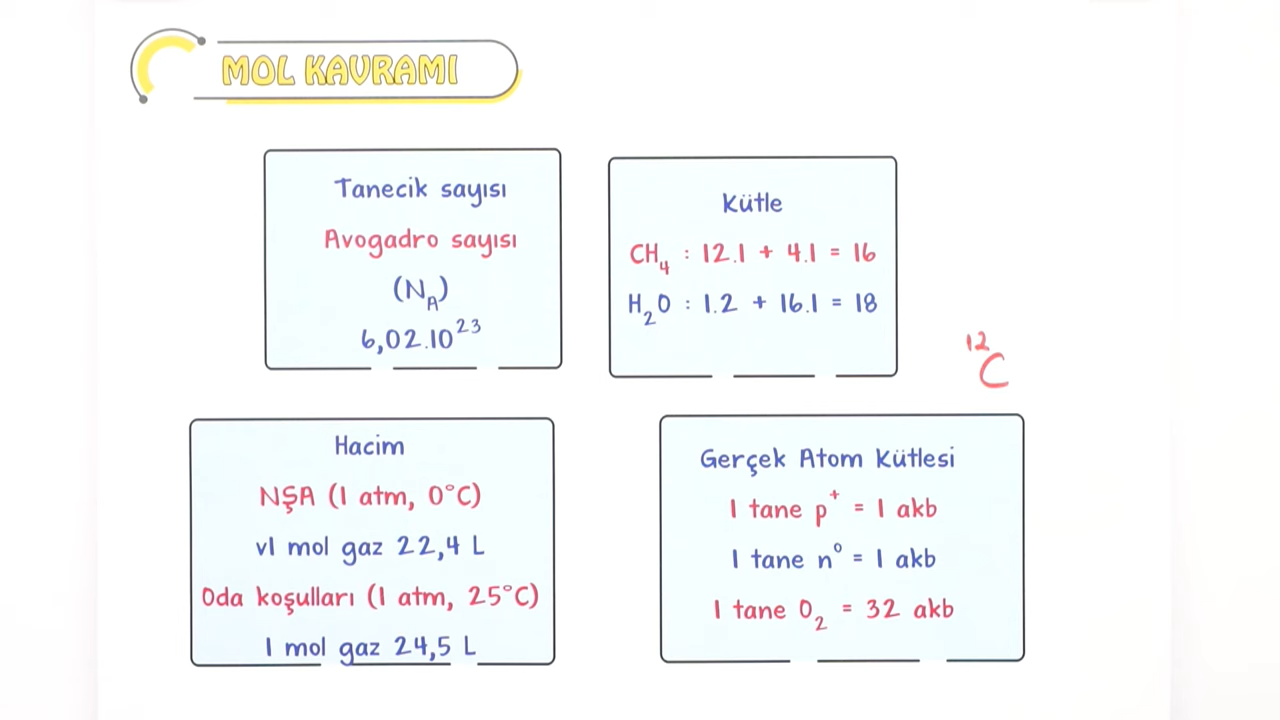 MOL KAVRAMI
Tanecik sayısı
Avogadro sayısı
(N_A)
6,02.10²³
Kütle
CH₄ : 12.1 + 4.1 = 16
H₂O : 1.2 + 16.1 = 18
¹²C
Hacim
NŞA (1 atm, 0°C)
vl mol gaz 22,4 L
Oda koşulları (1 atm, 25°C)
1 mol gaz 24,5 L
Gerçek Atom Kütlesi
1 tane p⁺ = 1 akb
1 tane n⁰ = 1 akb
1 tane O₂ = 32 akb